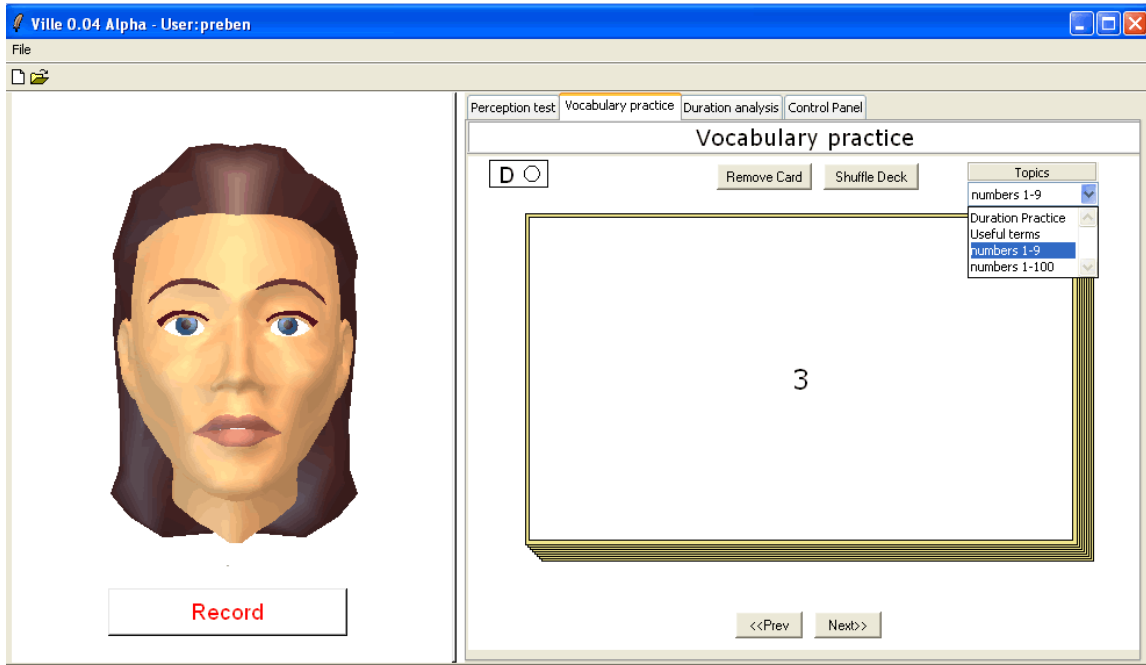 Ville 0.04 Alpha - User:preben
File
Perception test Vocabulary practice Duration analysis Control Panel
Vocabulary practice
D
Remove Card Shuffle Deck
Topics
numbers 1-9
Duration Practice
Useful terms
numbers 1-9
numbers 1-100
3
Record
<<Prev Next>>